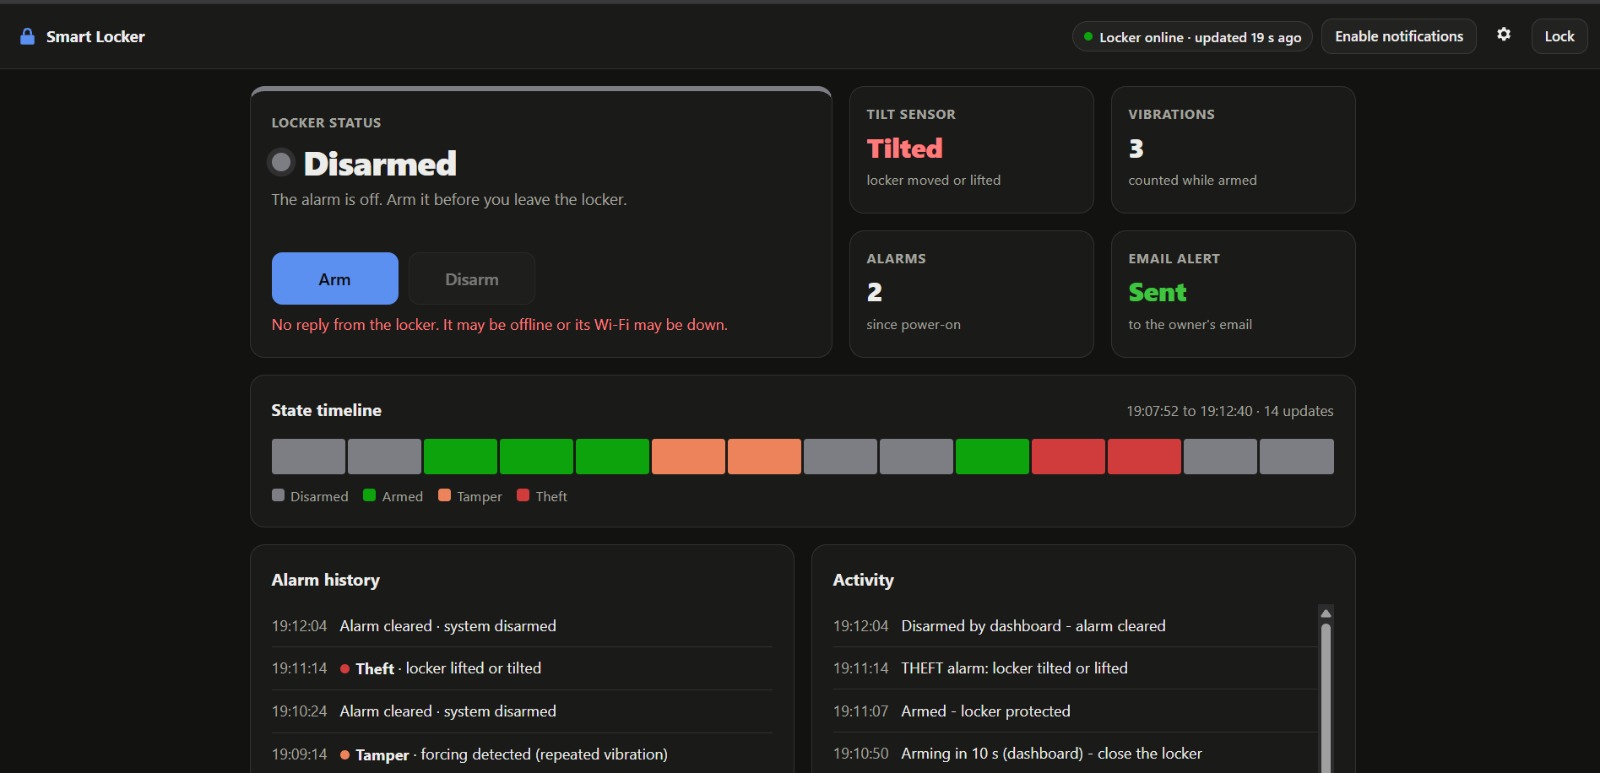 Smart Locker
Locker online · updated 19 s ago
Enable notifications
Lock
LOCKER STATUS
Disarmed
The alarm is off. Arm it before you leave the locker.
Arm
Disarm
No reply from the locker. It may be offline or its Wi-Fi may be down.
TILT SENSOR
Tilted
locker moved or lifted
VIBRATIONS
3
counted while armed
ALARMS
2
since power-on
EMAIL ALERT
Sent
to the owner's email
State timeline
19:07:52 to 19:12:40 · 14 updates
Disarmed
Armed
Tamper
Theft
Alarm history
19:12:04 Alarm cleared · system disarmed
19:11:14 Theft · locker lifted or tilted
19:10:24 Alarm cleared · system disarmed
19:09:14 Tamper · forcing detected (repeated vibration)
Activity
19:12:04 Disarmed by dashboard - alarm cleared
19:11:14 THEFT alarm: locker tilted or lifted
19:11:07 Armed - locker protected
19:10:50 Arming in 10 s (dashboard) - close the locker